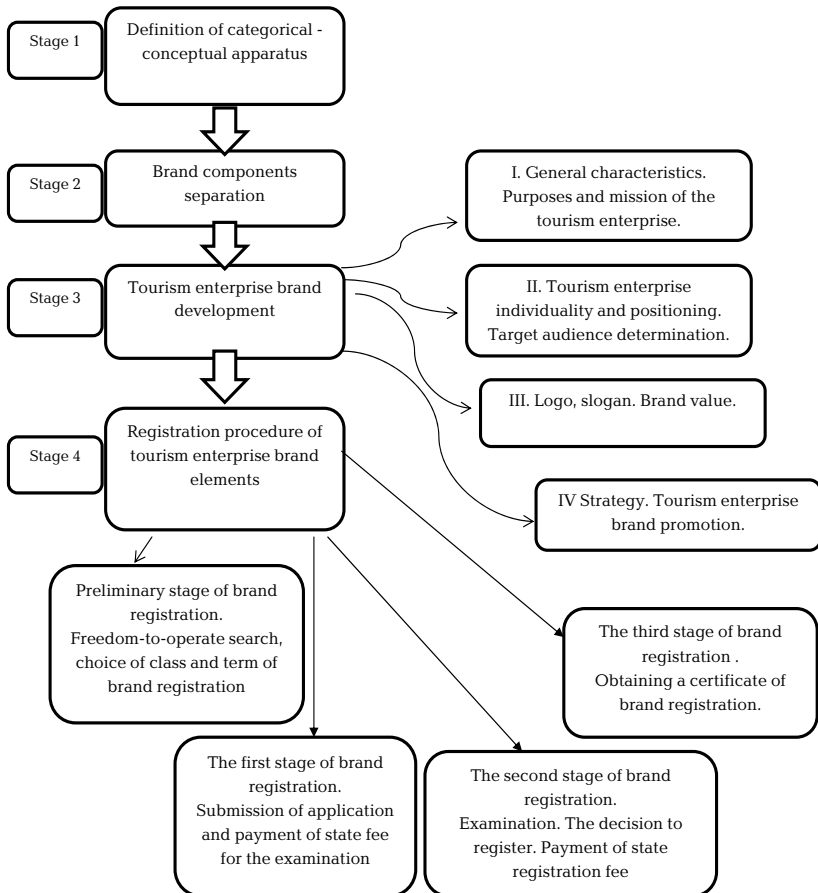 Stage 1
Definition of categorical -
conceptual apparatus
Stage 2
Brand components
separation
I. General characteristics.
Purposes and mission of the
tourism enterprise.
Stage 3
Tourism enterprise brand
development
II. Tourism enterprise
individuality and positioning.
Target audience determination.
III. Logo, slogan. Brand value.
Stage 4
Registration procedure of
tourism enterprise brand
elements
IV Strategy. Tourism enterprise
brand promotion.
Preliminary stage of brand
registration.
Freedom-to-operate search,
choice of class and term of
brand registration
The third stage of brand
registration .
Obtaining a certificate of
brand registration.
The first stage of brand
registration.
Submission of application
and payment of state fee
for the examination
The second stage of brand
registration.
Examination. The decision to
register. Payment of state
registration fee